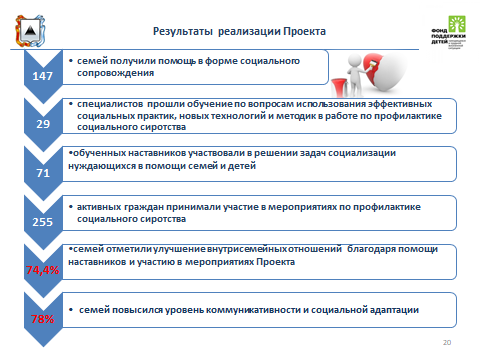 Результаты реализации Проекта
ФОНД
ПОДДЕРЖКИ
ДЕТЕЙ
147
• семей получили помощь в форме социального
сопровождения
29
• специалистов прошли обучение по вопросам использования эффективных
социальных практик, новых технологий и методик в работе по профилактике
социального сиротства
71
•обученных наставников участвовали в решении задач социализации
нуждающихся в помощи семей и детей
255
• активных граждан принимали участие в мероприятиях по профилактике
социального сиротства
74,4%
•семей отметили улучшение внутрисемейных отношений благодаря помощи
наставников и участию в мероприятиях Проекта
78%
• семей повысился уровень коммуникативности и социальной адаптации
20